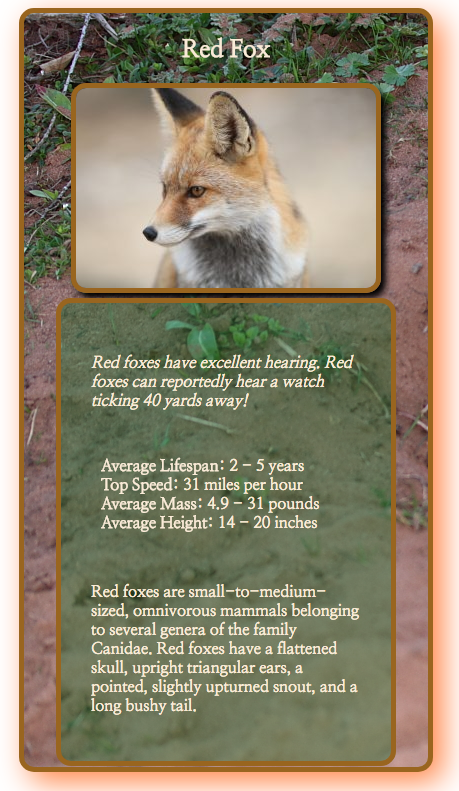 Red Fox
Red foxes have excellent hearing. Red
foxes can reportedly hear a watch
ticking 40 yards away!
Average Lifespan: 2 - 5 years
Top Speed: 31 miles per hour
Average Mass: 4.9 - 31 pounds
Average Height: 14 - 20 inches
Red foxes are small-to-medium-
sized, omnivorous mammals belonging
to several genera of the family
Canidae. Red foxes have a flattened
skull, upright triangular ears, a
pointed, slightly upturned snout, and a
long bushy tail.